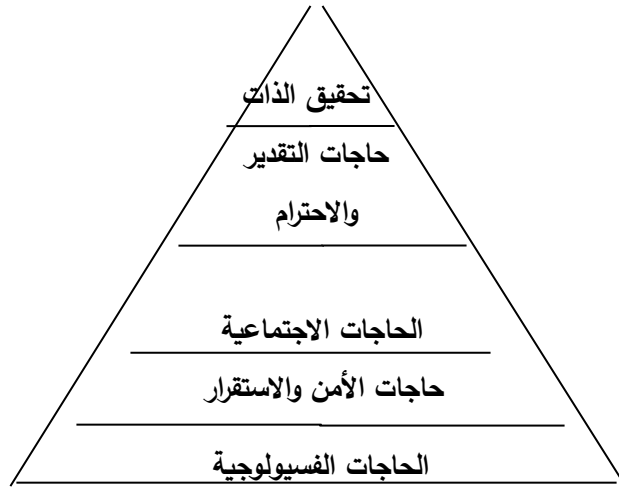 تحقيق الذات
حاجات التقدير
والاحترام
الحاجات الاجتماعية
حاجات الأمن والاستقرار
الحاجات الفسيولوجية